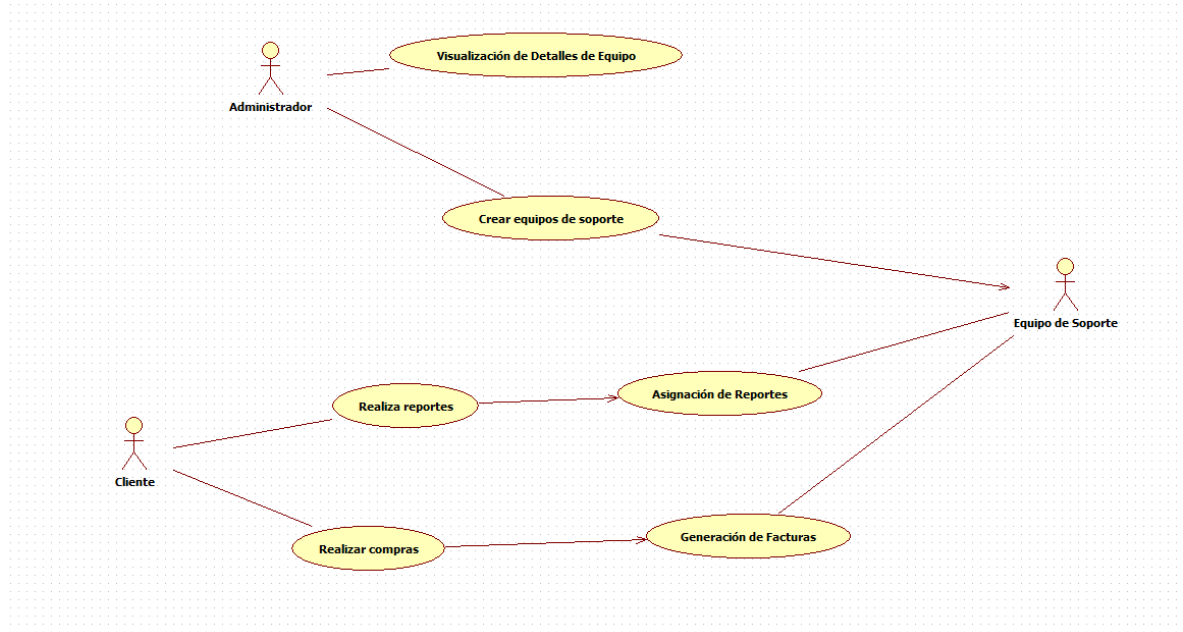 Visualización de Detalles de Equipo
Administrador
Crear equipos de soporte
Equipo de Soporte
Asignación de Reportes
Realiza reportes
Cliente
Generación de Facturas
Realizar compras